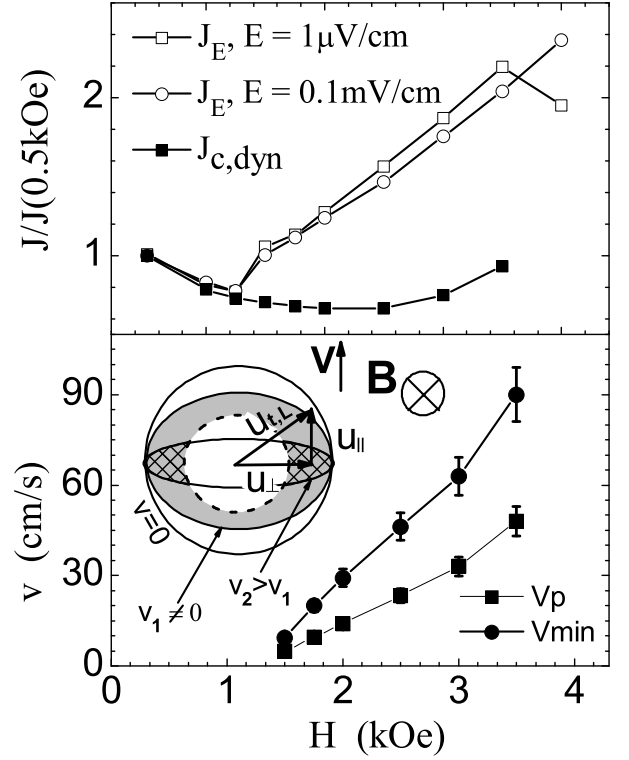 J_E, E = 1μV/cm
J_E, E = 0.1mV/cm
J_c,dyn
J/J(0.5kOe)
2
1
V
B
u_t,L
u_||
u_⊥
v=0
v_1 ≠ 0
v_2>v_1
Vp
Vmin
v (cm/s)
90
60
30
0
0
1
2
3
4
H (kOe)